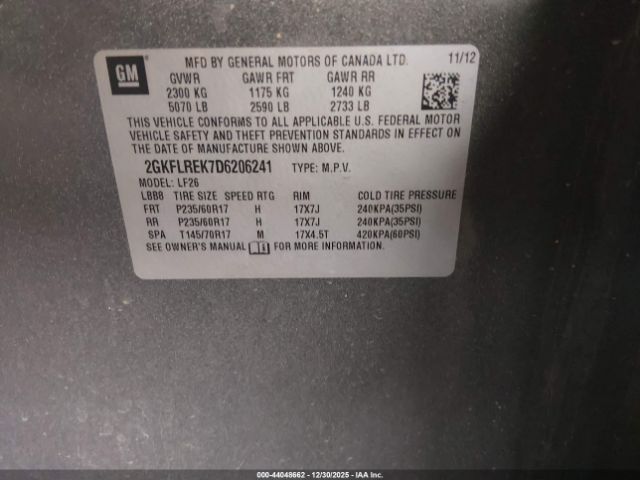 GM
MFD BY GENERAL MOTORS OF CANADA LTD. 11/12
GVWR GAWR FRT GAWR RR
2300 KG 1175 KG 1240 KG
5070 LB 2590 LB 2733 LB
THIS VEHICLE CONFORMS TO ALL APPLICABLE U.S. FEDERAL MOTOR
VEHICLE SAFETY AND THEFT PREVENTION STANDARDS IN EFFECT ON
THE DATE OF MANUFACTURE SHOWN ABOVE.
2GKFLREK7D6206241 TYPE: M.P.V.
MODEL: LF26
LBB8 TIRE SIZE SPEED RTG RIM COLD TIRE PRESSURE
FRT P235/60R17 H 17X7J 240KPA(35PSI)
RR P235/60R17 H 17X7J 240KPA(35PSI)
SPA T145/70R17 M 17X4.5T 420KPA(60PSI)
SEE OWNER'S MANUAL FOR MORE INFORMATION.
000-44048662 - 12/30/2025 - IAA Inc.